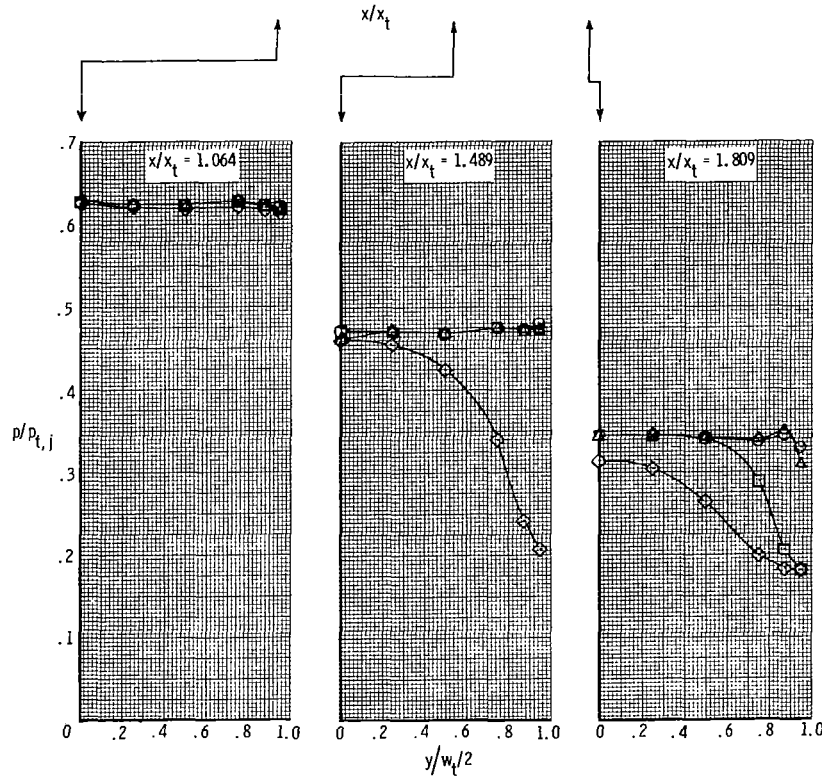 x/x_t
x/x_t = 1.064
x/x_t = 1.489
x/x_t = 1.809
.7
.6
.5
.4
p/p_t,j
.3
.2
.1
0 .2 .4 .6 .8 1.0
0 .2 .4 .6 .8 1.0
0 .2 .4 .6 .8 1.0
y/w_t/2